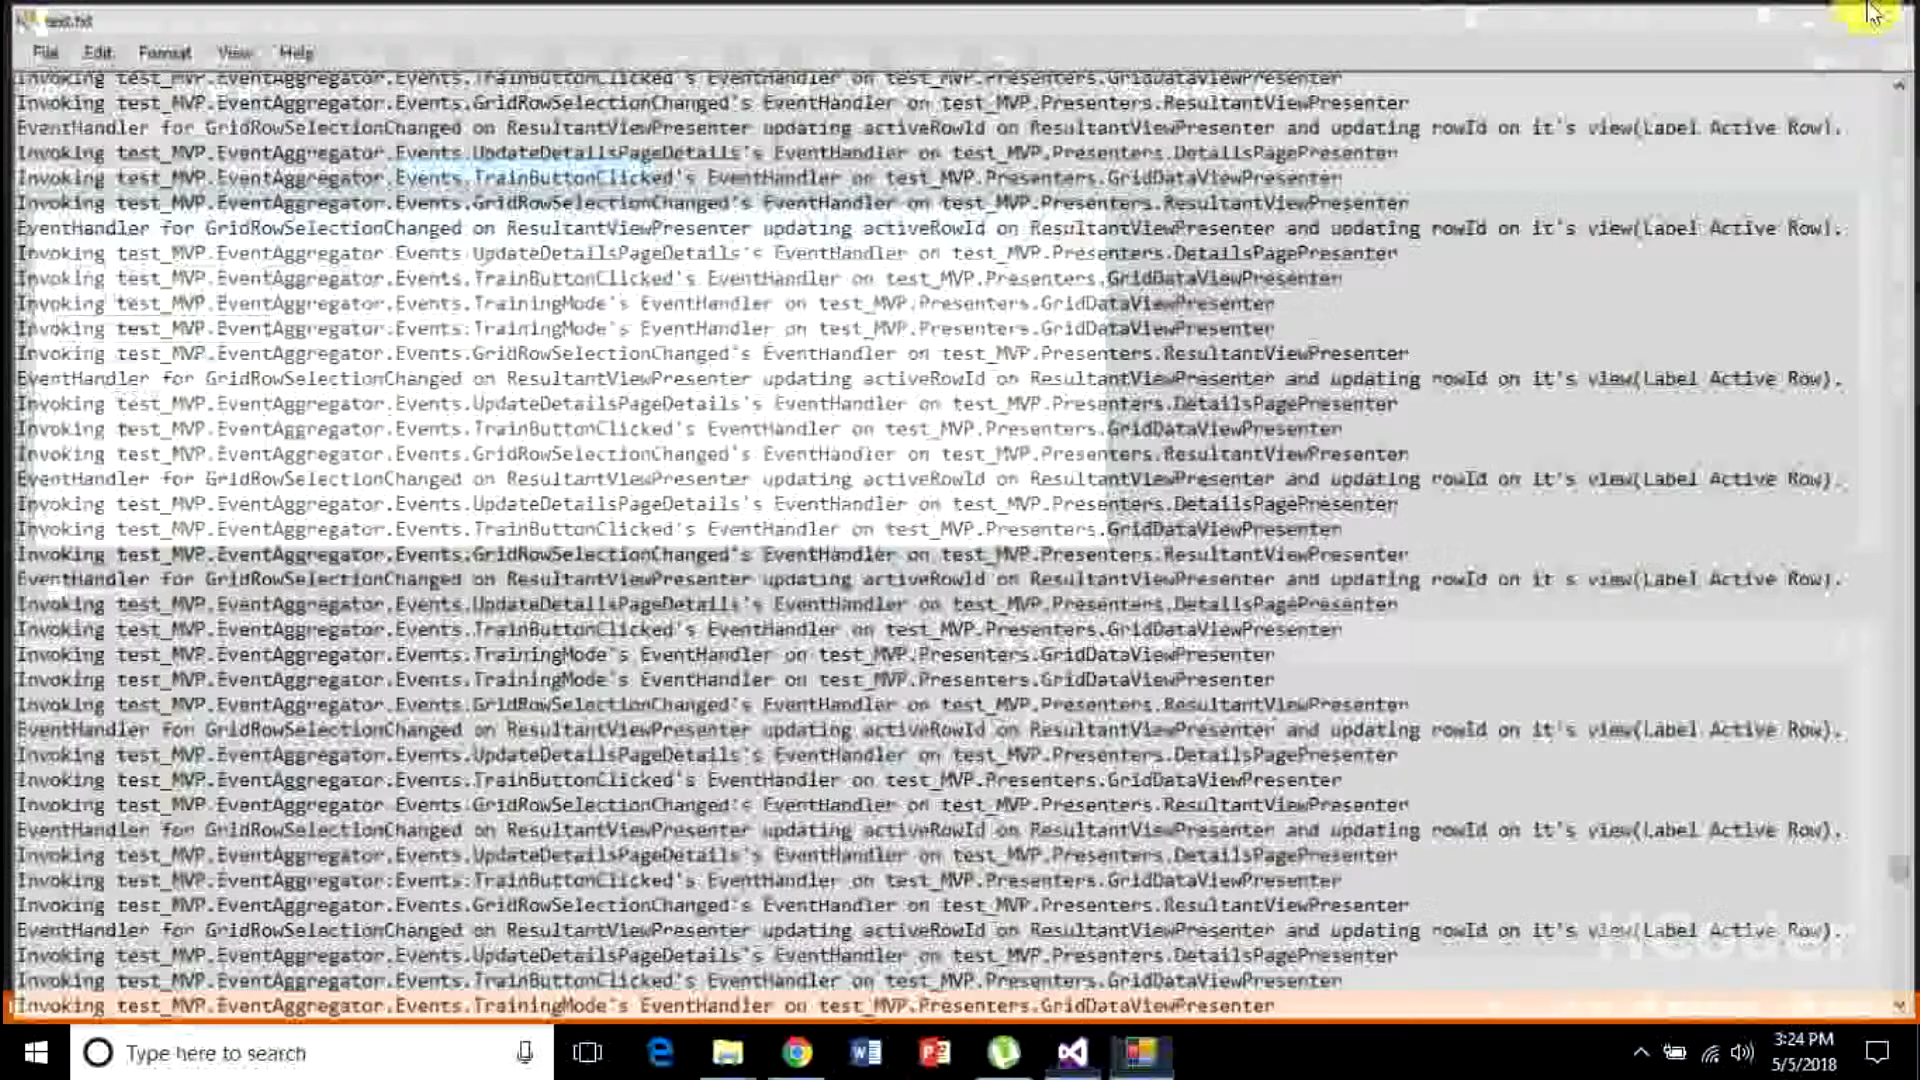 test.txt
File Edit Format View Help
Invoking test_MVP.EventAggregator.Events.TrainButtonClicked's EventHandler on test_MVP.Presenters.GridDataViewPresenter
Invoking test_MVP.EventAggregator.Events.GridRowSelectionChanged's EventHandler on test_MVP.Presenters.ResultantViewPresenter
EventHandler for GridRowSelectionChanged on ResultantViewPresenter updating activeRowId on ResultantViewPresenter and updating rowId on it's view(Label Active Row).
Invoking test_MVP.EventAggregator.Events.UpdateDetailsPageDetails's EventHandler on test_MVP.Presenters.DetailsPagePresenter
Invoking test_MVP.EventAggregator.Events.TrainButtonClicked's EventHandler on test_MVP.Presenters.GridDataViewPresenter
Invoking test_MVP.EventAggregator.Events.GridRowSelectionChanged's EventHandler on test_MVP.Presenters.ResultantViewPresenter
EventHandler for GridRowSelectionChanged on ResultantViewPresenter updating activeRowId on ResultantViewPresenter and updating rowId on it's view(Label Active Row).
Invoking test_MVP.EventAggregator.Events.UpdateDetailsPageDetails's EventHandler on test_MVP.Presenters.DetailsPagePresenter
Invoking test_MVP.EventAggregator.Events.TrainButtonClicked's EventHandler on test_MVP.Presenters.GridDataViewPresenter
Invoking test_MVP.EventAggregator.Events.TrainingMode's EventHandler on test_MVP.Presenters.GridDataViewPresenter
Invoking test_MVP.EventAggregator.Events.TrainingMode's EventHandler on test_MVP.Presenters.GridDataViewPresenter
Invoking test_MVP.EventAggregator.Events.GridRowSelectionChanged's EventHandler on test_MVP.Presenters.ResultantViewPresenter
EventHandler for GridRowSelectionChanged on ResultantViewPresenter updating activeRowId on ResultantViewPresenter and updating rowId on it's view(Label Active Row).
Invoking test_MVP.EventAggregator.Events.UpdateDetailsPageDetails's EventHandler on test_MVP.Presenters.DetailsPagePresenter
Invoking test_MVP.EventAggregator.Events.TrainButtonClicked's EventHandler on test_MVP.Presenters.GridDataViewPresenter
Invoking test_MVP.EventAggregator.Events.GridRowSelectionChanged's EventHandler on test_MVP.Presenters.ResultantViewPresenter
EventHandler for GridRowSelectionChanged on ResultantViewPresenter updating activeRowId on ResultantViewPresenter and updating rowId on it's view(Label Active Row).
Invoking test_MVP.EventAggregator.Events.UpdateDetailsPageDetails's EventHandler on test_MVP.Presenters.DetailsPagePresenter
Invoking test_MVP.EventAggregator.Events.TrainButtonClicked's EventHandler on test_MVP.Presenters.GridDataViewPresenter
Invoking test_MVP.EventAggregator.Events.GridRowSelectionChanged's EventHandler on test_MVP.Presenters.ResultantViewPresenter
EventHandler for GridRowSelectionChanged on ResultantViewPresenter updating activeRowId on ResultantViewPresenter and updating rowId on it's view(Label Active Row).
Invoking test_MVP.EventAggregator.Events.UpdateDetailsPageDetails's EventHandler on test_MVP.Presenters.DetailsPagePresenter
Invoking test_MVP.EventAggregator.Events.TrainButtonClicked's EventHandler on test_MVP.Presenters.GridDataViewPresenter
Invoking test_MVP.EventAggregator.Events.TrainingMode's EventHandler on test_MVP.Presenters.GridDataViewPresenter
Invoking test_MVP.EventAggregator.Events.TrainingMode's EventHandler on test_MVP.Presenters.GridDataViewPresenter
Invoking test_MVP.EventAggregator.Events.GridRowSelectionChanged's EventHandler on test_MVP.Presenters.ResultantViewPresenter
EventHandler for GridRowSelectionChanged on ResultantViewPresenter updating activeRowId on ResultantViewPresenter and updating rowId on it's view(Label Active Row).
Invoking test_MVP.EventAggregator.Events.UpdateDetailsPageDetails's EventHandler on test_MVP.Presenters.DetailsPagePresenter
Invoking test_MVP.EventAggregator.Events.TrainButtonClicked's EventHandler on test_MVP.Presenters.GridDataViewPresenter
Invoking test_MVP.EventAggregator.Events.GridRowSelectionChanged's EventHandler on test_MVP.Presenters.ResultantViewPresenter
EventHandler for GridRowSelectionChanged on ResultantViewPresenter updating activeRowId on ResultantViewPresenter and updating rowId on it's view(Label Active Row).
Invoking test_MVP.EventAggregator.Events.UpdateDetailsPageDetails's EventHandler on test_MVP.Presenters.DetailsPagePresenter
Invoking test_MVP.EventAggregator.Events.TrainButtonClicked's EventHandler on test_MVP.Presenters.GridDataViewPresenter
Invoking test_MVP.EventAggregator.Events.GridRowSelectionChanged's EventHandler on test_MVP.Presenters.ResultantViewPresenter
EventHandler for GridRowSelectionChanged on ResultantViewPresenter updating activeRowId on ResultantViewPresenter and updating rowId on it's view(Label Active Row).
Invoking test_MVP.EventAggregator.Events.UpdateDetailsPageDetails's EventHandler on test_MVP.Presenters.DetailsPagePresenter
Invoking test_MVP.EventAggregator.Events.TrainButtonClicked's EventHandler on test_MVP.Presenters.GridDataViewPresenter
Invoking test_MVP.EventAggregator.Events.TrainingMode's EventHandler on test_MVP.Presenters.GridDataViewPresenter
HCoder
Type here to search
3:24 PM
5/5/2018